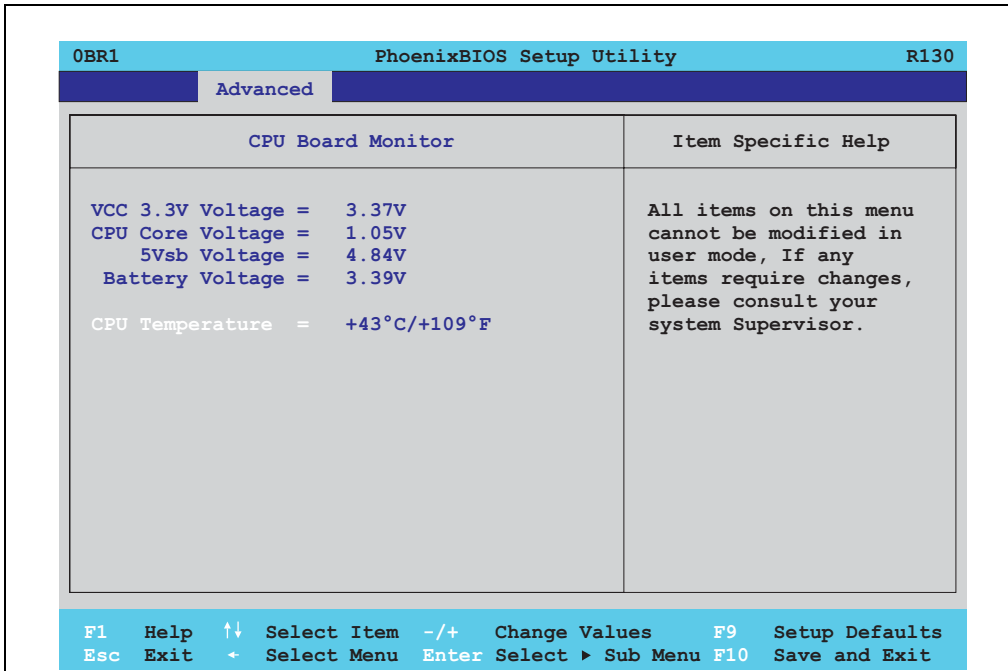 0BR1 PhoenixBIOS Setup Utility R130
Advanced
CPU Board Monitor
Item Specific Help
VCC 3.3V Voltage = 3.37V
CPU Core Voltage = 1.05V
5Vsb Voltage = 4.84V
Battery Voltage = 3.39V
CPU Temperature = +43°C/+109°F
All items on this menu
cannot be modified in
user mode, If any
items require changes,
please consult your
system Supervisor.
F1 Help ↑↓ Select Item -/+ Change Values F9 Setup Defaults
Esc Exit ← Select Menu Enter Select ▶ Sub Menu F10 Save and Exit